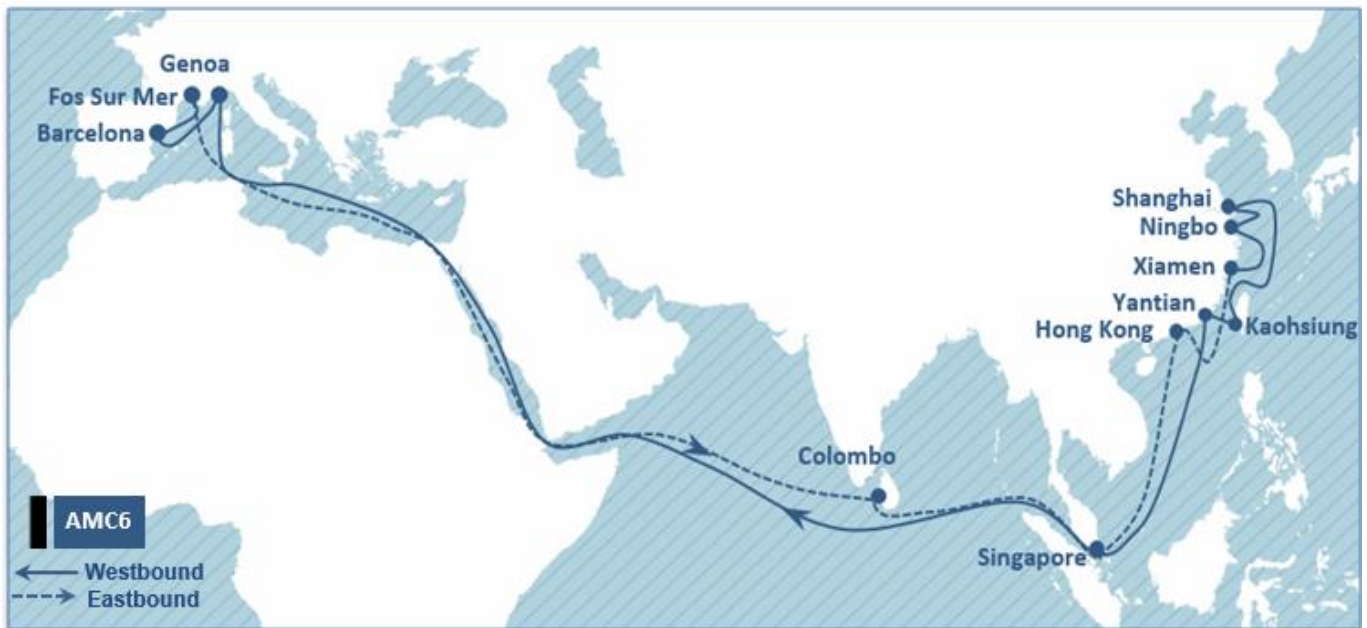 Genoa
Fos Sur Mer
Barcelona
Shanghai
Ningbo
Xiamen
Yantian
Hong Kong
Kaohsiung
Colombo
Singapore
AMC6
Westbound
Eastbound